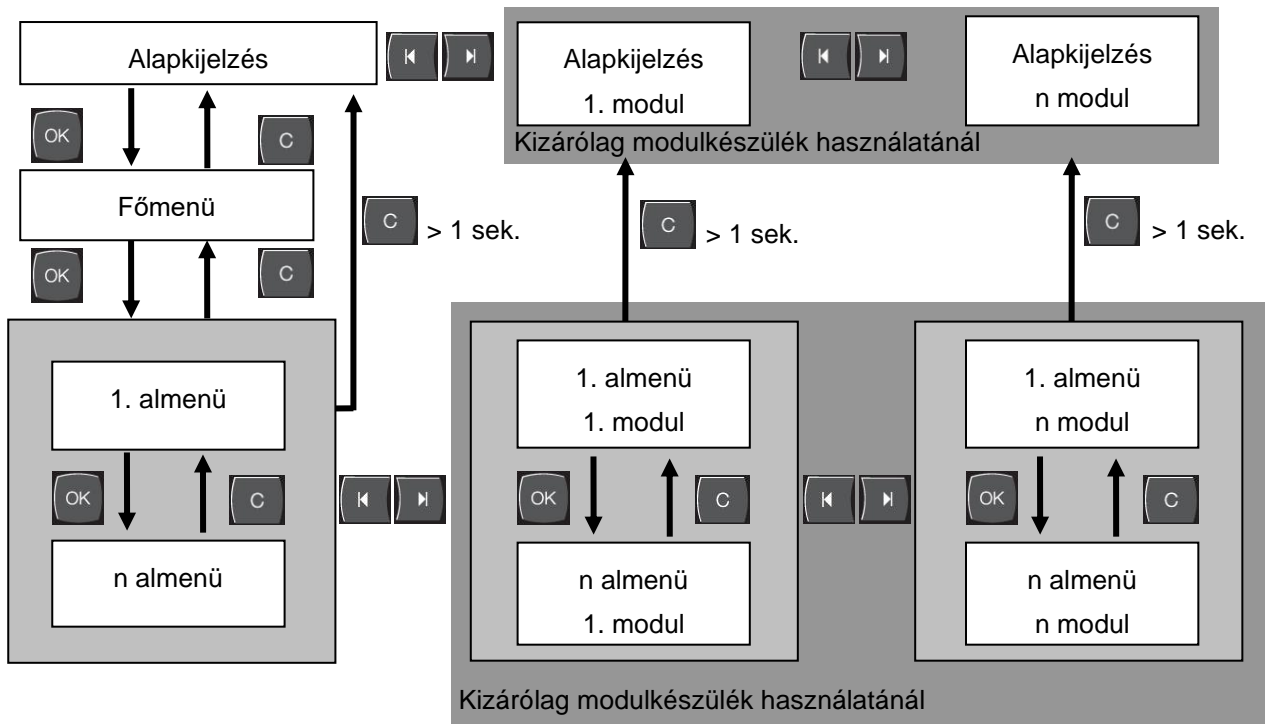 Alapkijelzés
Alapkijelzés
1. modul
Alapkijelzés
n modul
Kizárólag modulkészülék használatánál
OK
C
Főmenü
C
> 1 sek.
C
> 1 sek.
C
> 1 sek.
OK
C
1. almenü
1. almenü
1. modul
1. almenü
n modul
OK
C
OK
C
OK
C
n almenü
n almenü
1. modul
n almenü
n modul
Kizárólag modulkészülék használatánál